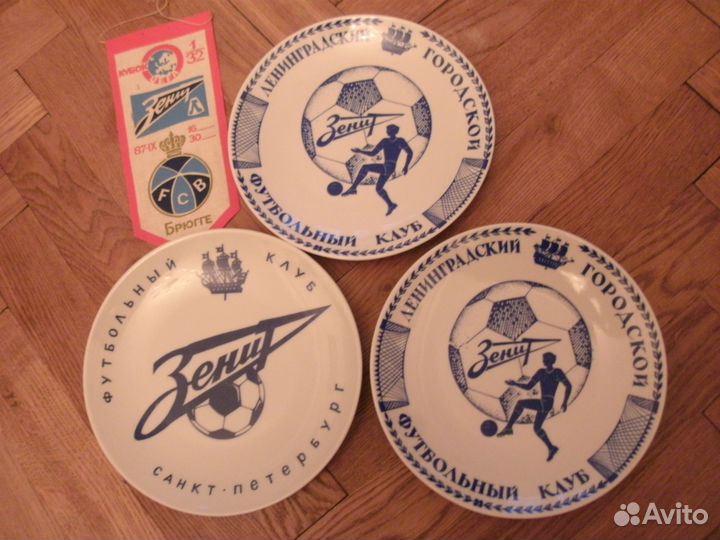 КУБОК
УЕФА
1/32
Зенит
Л
87-IX 16
30
FCB
БРЮГГЕ
ЛЕНИНГРАДСКИЙ ГОРОДСКОЙ
Зенит
ФУТБОЛЬНЫЙ КЛУБ
ФУТБОЛЬНЫЙ КЛУБ
Зенит
САНКТ-ПЕТЕРБУРГ
ЛЕНИНГРАДСКИЙ ГОРОДСКОЙ
Зенит
ФУТБОЛЬНЫЙ КЛУБ
Avito